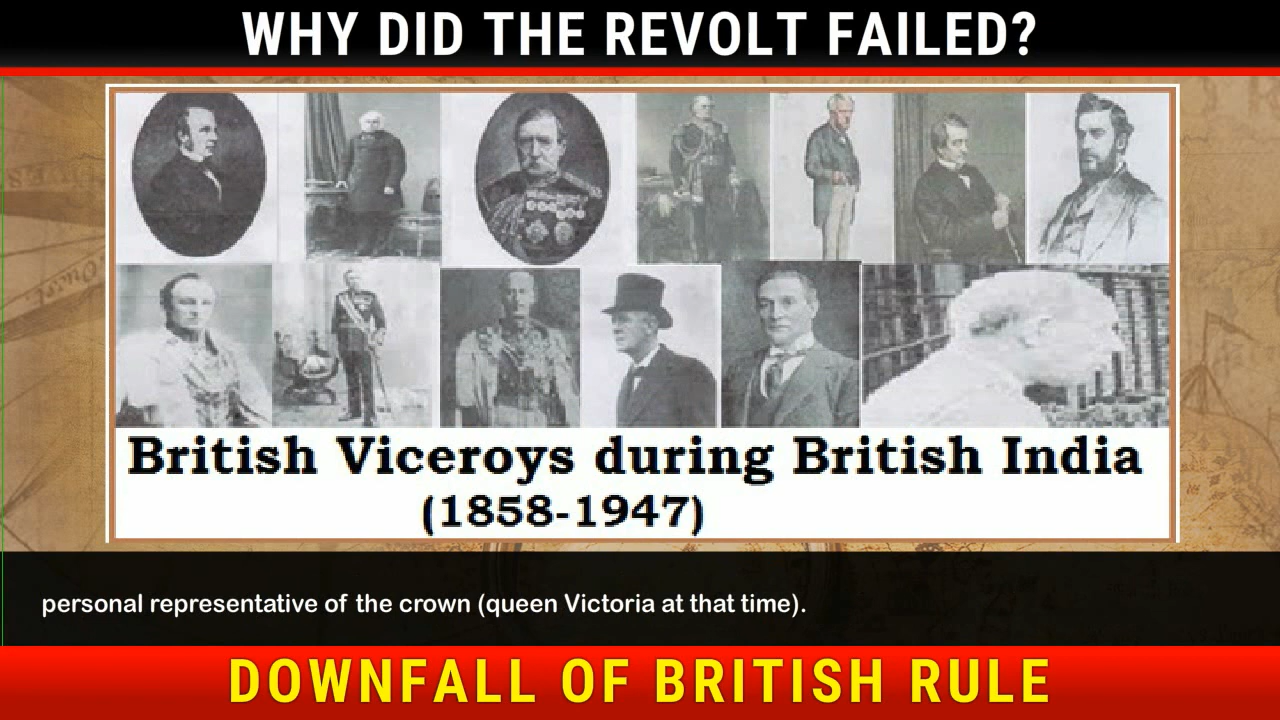 WHY DID THE REVOLT FAILED?
British Viceroys during British India
(1858-1947)
personal representative of the crown (queen Victoria at that time).
DOWNFALL OF BRITISH RULE